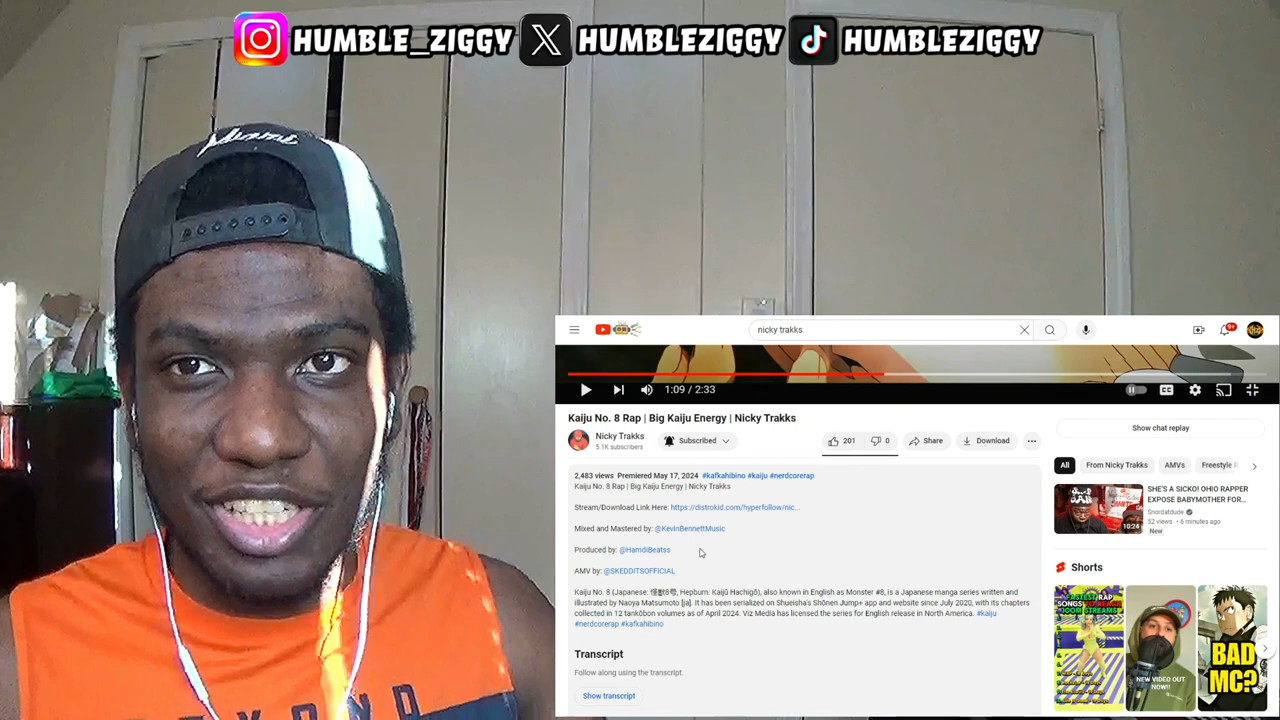 HUMBLE_ZIGGY HUMBLEZIGGY HUMBLEZIGGY
Miami
nicky trakks
9+
1:09 / 2:33
CC
Kaiju No. 8 Rap | Big Kaiju Energy | Nicky Trakks
Nicky Trakks
5.1K subscribers
Subscribed
201
0
Share
Download
2,483 views Premiered May 17, 2024 #kafkahibino #kaiju #nerdcorerap
Kaiju No. 8 Rap | Big Kaiju Energy | Nicky Trakks
Stream/Download Link Here: https://distrokid.com/hyperfollow/nic...
Mixed and Mastered by: @KevinBennettMusic
Produced by: @HamdiBeatss
AMV by: @SKEDDITSOFFICIAL
Kaiju No. 8 (Japanese: 怪獣8号, Hepburn: Kaijū Hachigō), also known in English as Monster #8, is a Japanese manga series written and
illustrated by Naoya Matsumoto [ja]. It has been serialized on Shueisha's Shōnen Jump+ app and website since July 2020, with its chapters
collected in 12 tankōbon volumes as of April 2024. Viz Media has licensed the series for English release in North America. #kaiju
#nerdcorerap #kafkahibino
Transcript
Follow along using the transcript.
Show transcript
Show chat replay
All From Nicky Trakks AMVs Freestyle
SHE'S A SICKO! OHIO RAPPER
EXPOSE BABYMOTHER FOR...
Snordatdude
52 views • 6 minutes ago
New
10:24
Shorts
FASTEST RAP
NEW VIDEO OUT
NOW!!
BAD
MC?